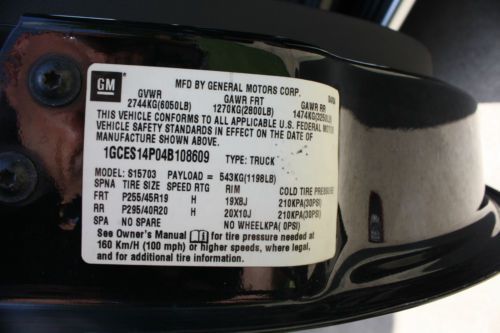 GM
MFD BY GENERAL MOTORS CORP.
GVWR GAWR FRT GAWR RR
2744KG(6050LB) 1270KG(2800LB) 1474KG(3250LB)
THIS VEHICLE CONFORMS TO ALL APPLICABLE U.S. FEDERAL MOTOR
VEHICLE SAFETY STANDARDS IN EFFECT ON THE DATE OF
MANUFACTURE SHOWN ABOVE.
1GCES14P04B108609 TYPE: TRUCK
MODEL: S15703 PAYLOAD = 543KG(1198LB)
SPNA TIRE SIZE SPEED RTG RIM COLD TIRE PRESSURE
FRT P255/45R19 H 19X8J 210KPA(30PSI)
RR P295/40R20 H 20X10J 210KPA(30PSI)
SPA NO SPARE NO WHEELKPA( 0PSI)
See Owner's Manual for tire pressure needed at
160 Km/H (100 mph) or higher speeds, where legal,
and for additional tire information.